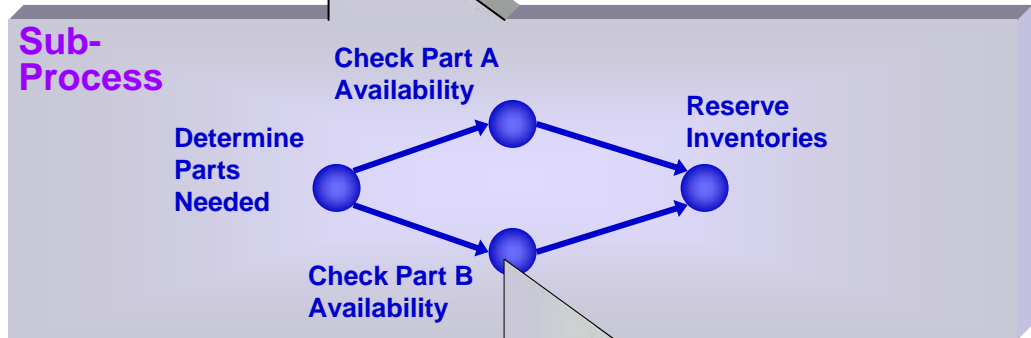 Sub-
Process
Check Part A
Availability
Determine
Parts
Needed
Reserve
Inventories
Check Part B
Availability